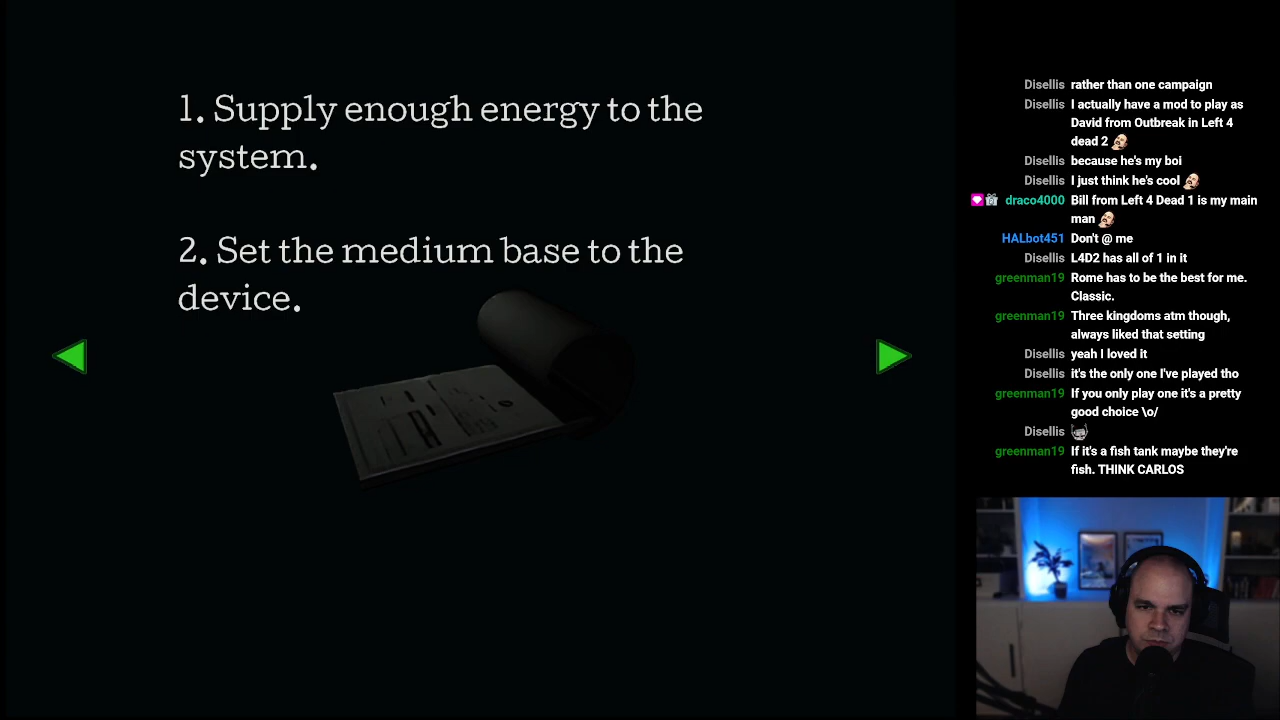 1. Supply enough energy to the
system.
2. Set the medium base to the
device.
Disellis rather than one campaign
Disellis I actually have a mod to play as
David from Outbreak in Left 4
dead 2
Disellis because he's my boi
Disellis I just think he's cool
draco4000 Bill from Left 4 Dead 1 is my main
man
HALbot451 Don't @ me
Disellis L4D2 has all of 1 in it
greenman19 Rome has to be the best for me.
Classic.
greenman19 Three kingdoms atm though,
always liked that setting
Disellis yeah I loved it
Disellis it's the only one I've played tho
greenman19 If you only play one it's a pretty
good choice \o/
Disellis
greenman19 If it's a fish tank maybe they're
fish. THINK CARLOS